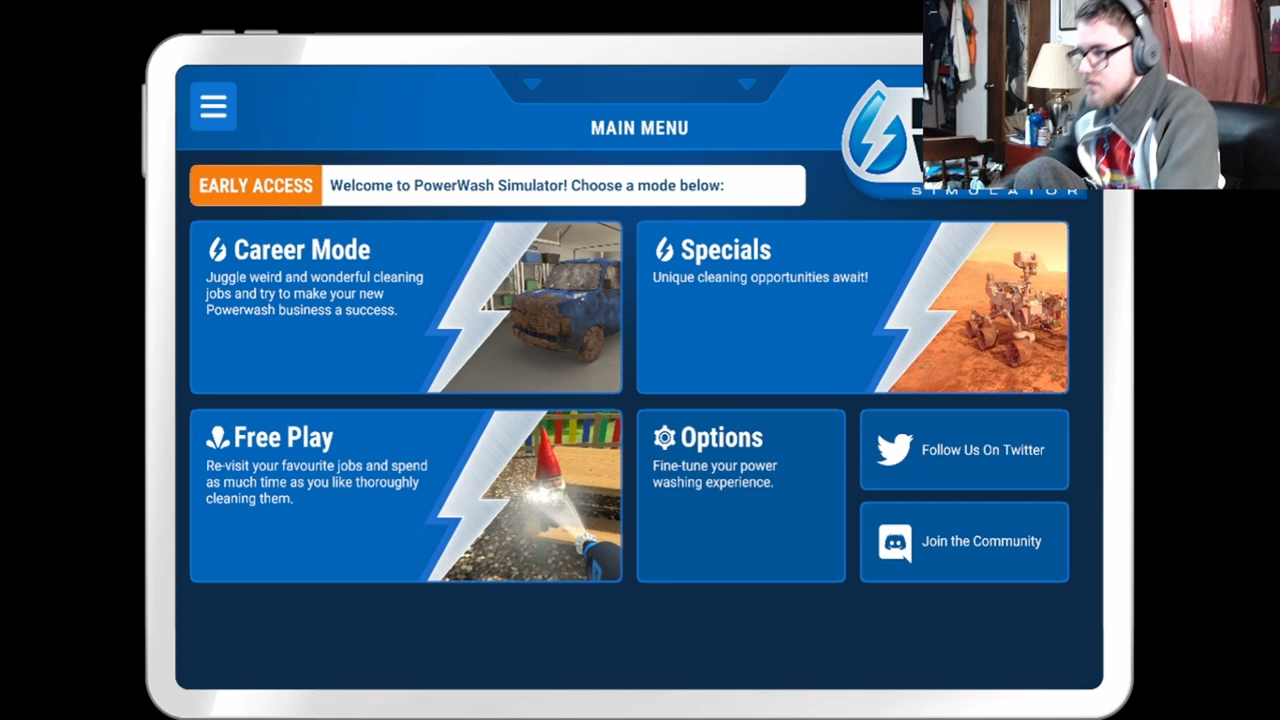 MAIN MENU
SIMULATOR
EARLY ACCESS Welcome to PowerWash Simulator! Choose a mode below:
Career Mode
Juggle weird and wonderful cleaning
jobs and try to make your new
Powerwash business a success.
Specials
Unique cleaning opportunities await!
Free Play
Re-visit your favourite jobs and spend
as much time as you like thoroughly
cleaning them.
Options
Fine-tune your power
washing experience.
Follow Us On Twitter
Join the Community